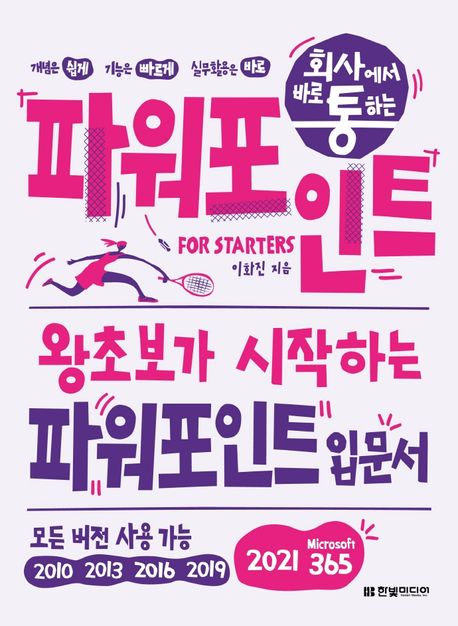 개념은 쉽게 기능은 빠르게 실무활용은 바로
회사에서
바로 통하는
파워포인트
FOR STARTERS
이화진 지음
왕초보가 시작하는
파워포인트 입문서
모든 버전 사용 가능
2010 2013 2016 2019
2021 Microsoft 365
한빛미디어
Hanbit Media, Inc.